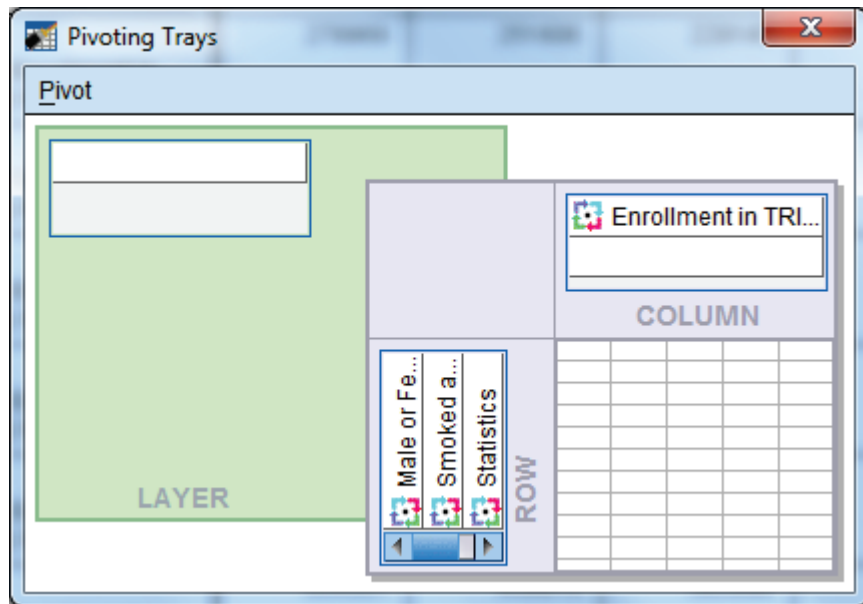 Pivoting Trays
Pivot
Enrollment in TRI...
COLUMN
Male or Fe...
Smoked a...
Statistics
ROW
LAYER